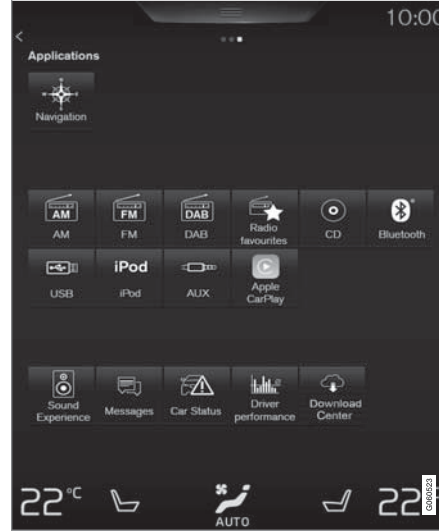 10:00
Applications
Navigation
AM FM DAB
AM FM DAB Radio favourites CD Bluetooth
iPod
USB iPod AUX Apple CarPlay
Sound Experience Messages Car Status Driver performance Download Center
22°C 22°
AUTO
G060523